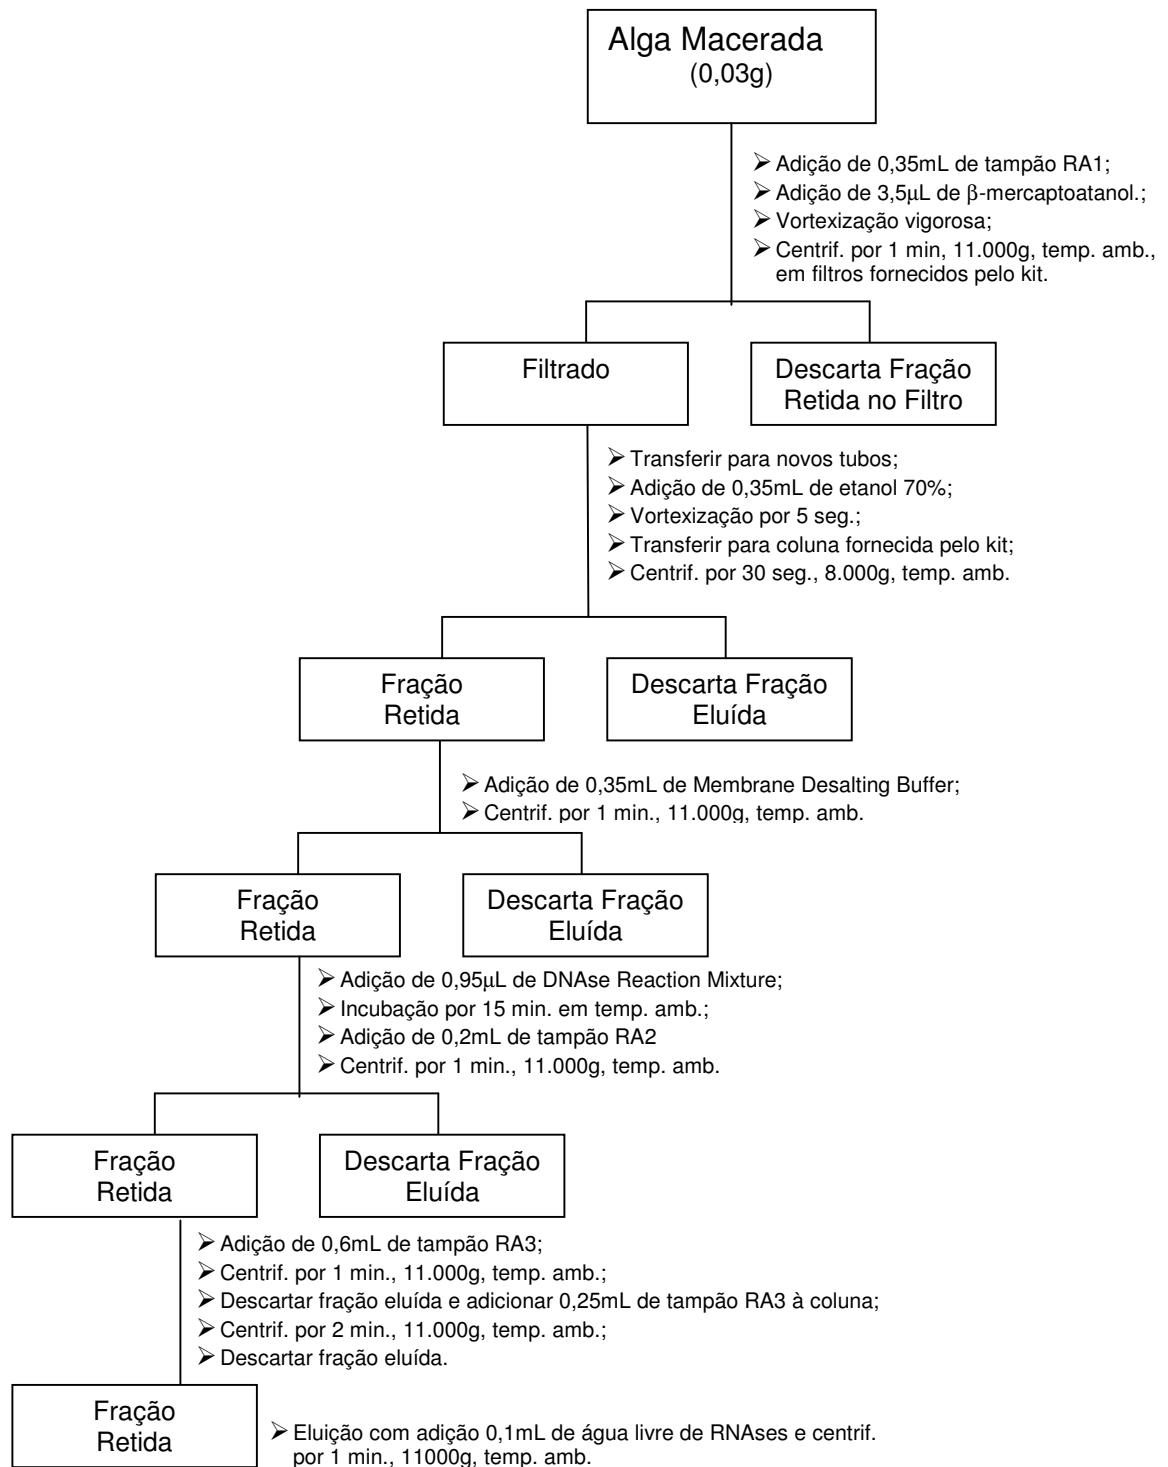 Alga Macerada
(0,03g)
➢ Adição de 0,35mL de tampão RA1;
➢ Adição de 3,5μL de β-mercaptoatanol.;
➢ Vortexização vigorosa;
➢ Centrif. por 1 min, 11.000g, temp. amb.,
em filtros fornecidos pelo kit.
Filtrado
Descarta Fração
Retida no Filtro
➢ Transferir para novos tubos;
➢ Adição de 0,35mL de etanol 70%;
➢ Vortexização por 5 seg.;
➢ Transferir para coluna fornecida pelo kit;
➢ Centrif. por 30 seg., 8.000g, temp. amb.
Fração
Retida
Descarta Fração
Eluída
➢ Adição de 0,35mL de Membrane Desalting Buffer;
➢ Centrif. por 1 min., 11.000g, temp. amb.
Fração
Retida
Descarta Fração
Eluída
➢ Adição de 0,95μL de DNAse Reaction Mixture;
➢ Incubação por 15 min. em temp. amb.;
➢ Adição de 0,2mL de tampão RA2
➢ Centrif. por 1 min., 11.000g, temp. amb.
Fração
Retida
Descarta Fração
Eluída
➢ Adição de 0,6mL de tampão RA3;
➢ Centrif. por 1 min., 11.000g, temp. amb.;
➢ Descartar fração eluída e adicionar 0,25mL de tampão RA3 à coluna;
➢ Centrif. por 2 min., 11.000g, temp. amb.;
➢ Descartar fração eluída.
Fração
Retida
➢ Eluição com adição 0,1mL de água livre de RNAses e centrif.
por 1 min., 11000g, temp. amb.